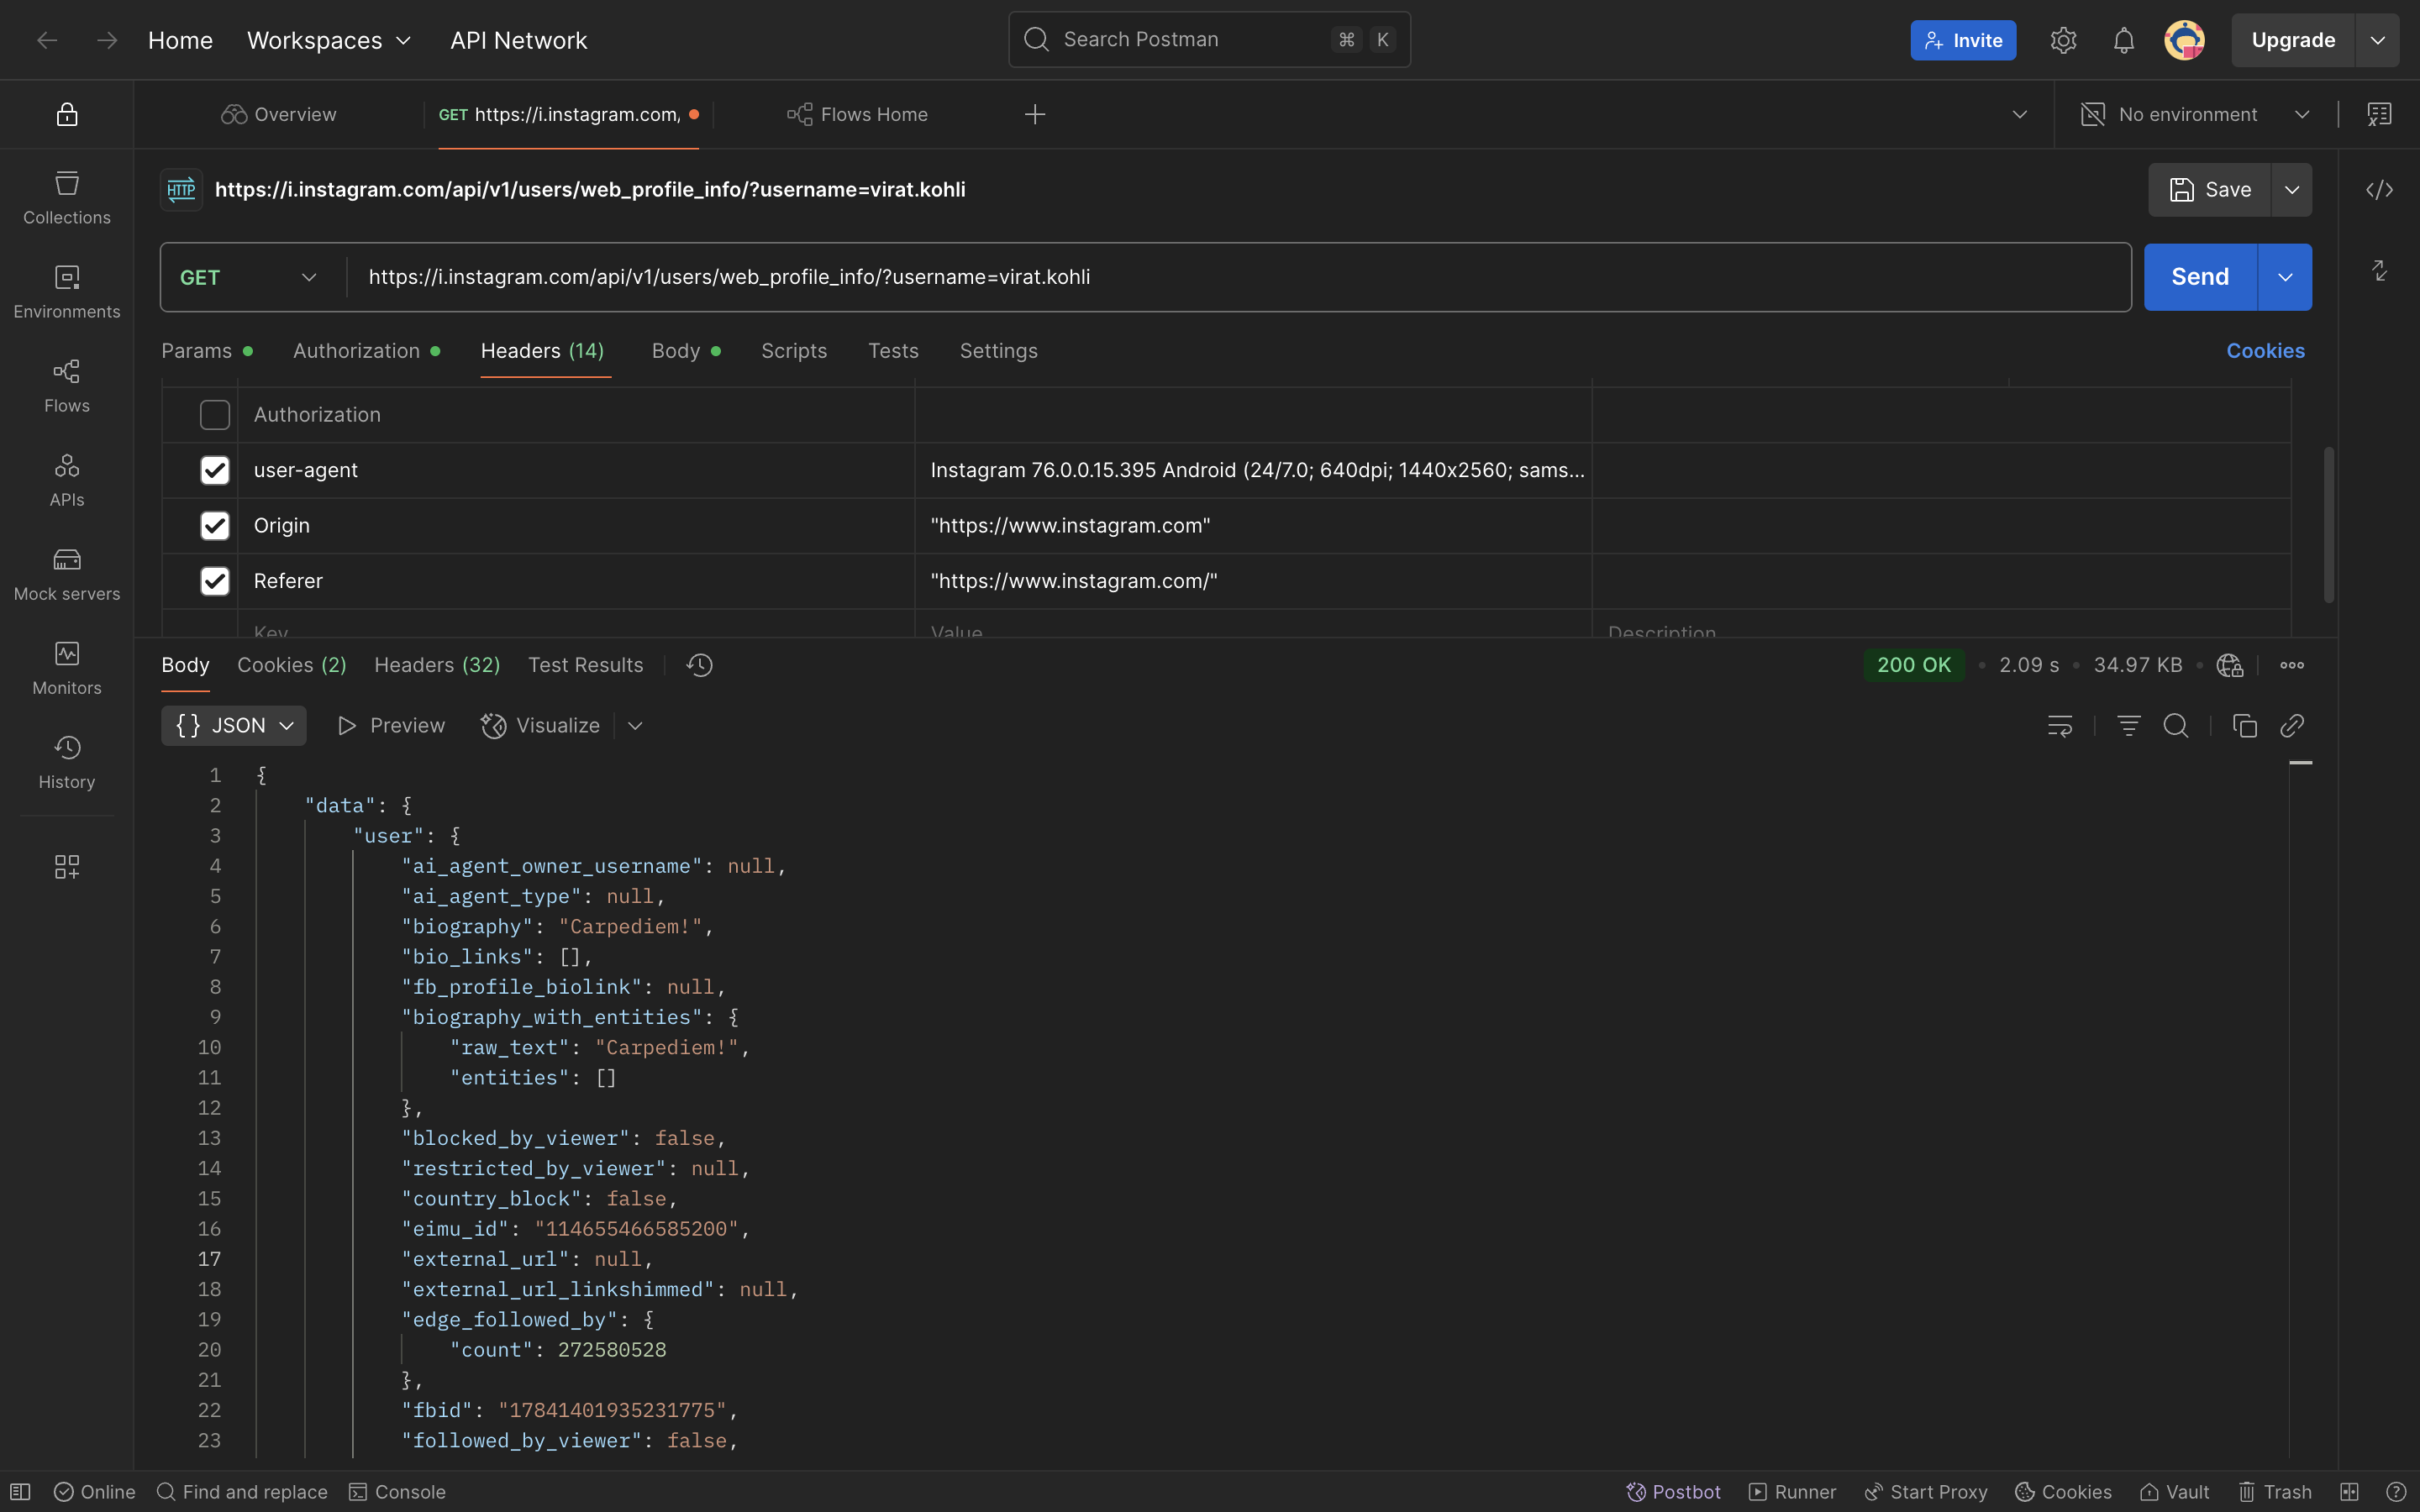 Home Workspaces API Network Search Postman ⌘ K Invite Upgrade
Overview GET https://i.instagram.com, Flows Home No environment
HTTP https://i.instagram.com/api/v1/users/web_profile_info/?username=virat.kohli Save
Collections
GET https://i.instagram.com/api/v1/users/web_profile_info/?username=virat.kohli Send
Environments
Params Authorization Headers (14) Body Scripts Tests Settings Cookies
Flows
Authorization
user-agent Instagram 76.0.0.15.395 Android (24/7.0; 640dpi; 1440x2560; sams...
APIs
Origin "https://www.instagram.com"
Referer "https://www.instagram.com/"
Mock servers
Key Value Description
Body Cookies (2) Headers (32) Test Results 200 OK 2.09 s 34.97 KB
Monitors
{} JSON Preview Visualize
History
1 {
2 "data": {
3 "user": {
4 "ai_agent_owner_username": null,
5 "ai_agent_type": null,
6 "biography": "Carpediem!",
7 "bio_links": [],
8 "fb_profile_biolink": null,
9 "biography_with_entities": {
10 "raw_text": "Carpediem!",
11 "entities": []
12 },
13 "blocked_by_viewer": false,
14 "restricted_by_viewer": null,
15 "country_block": false,
16 "eimu_id": "114655466585200",
17 "external_url": null,
18 "external_url_linkshimmed": null,
19 "edge_followed_by": {
20 "count": 272580528
21 },
22 "fbid": "17841401935231775",
23 "followed_by_viewer": false,
Online Find and replace Console Postbot Runner Start Proxy Cookies Vault Trash